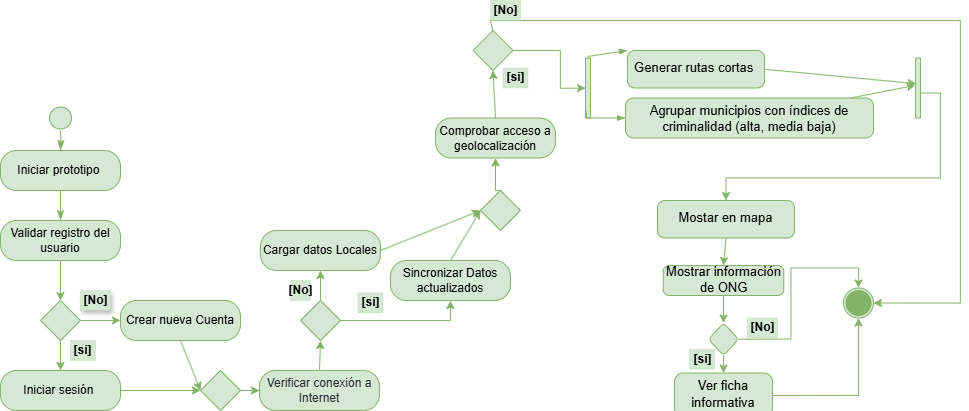 Iniciar prototipo
Validar registro del
usuario
[No]
Crear nueva Cuenta
[si]
Iniciar sesión
Verificar conexión a
Internet
[No]
Cargar datos Locales
[si]
Sincronizar Datos
actualizados
Comprobar acceso a
geolocalización
[No]
[si]
Generar rutas cortas
Agrupar municipios con índices de
criminalidad (alta, media baja)
Mostar en mapa
Mostrar información
de ONG
[No]
[si]
Ver ficha
informativa